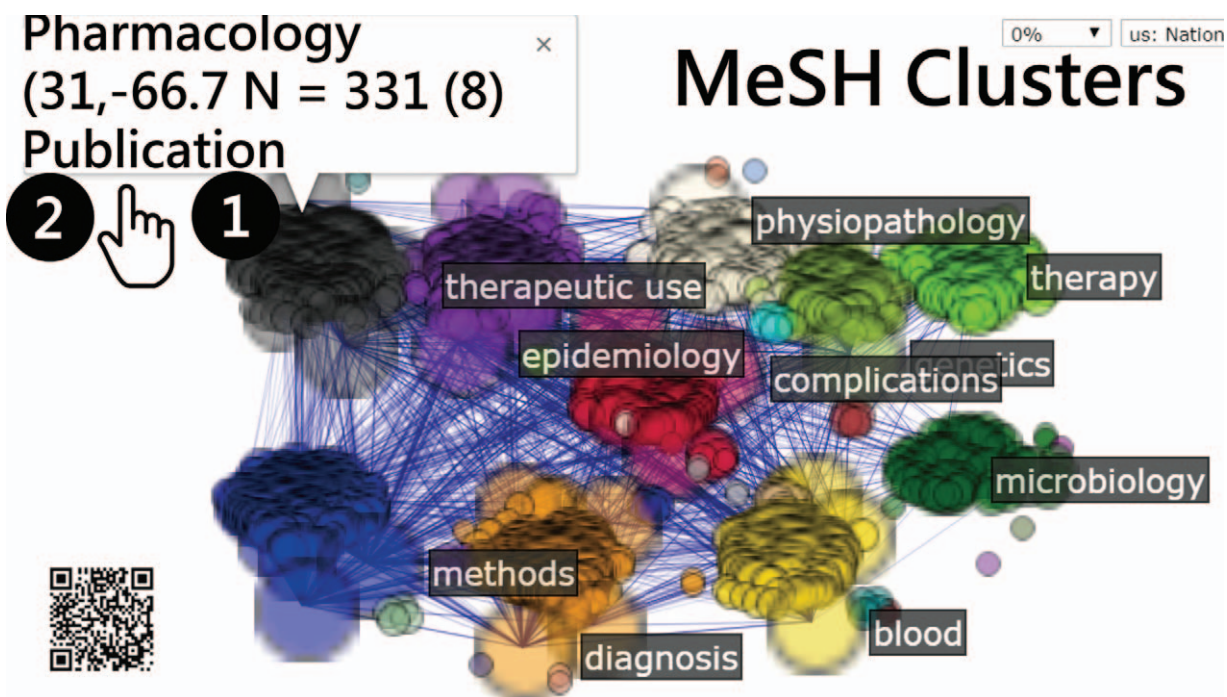 Pharmacology
×
(31,-66.7 N = 331 (8)
Publication
0% ▼
us: Nation
MeSH Clusters
2
1
physiopathology
therapeutic use
therapy
epidemiology
complications
genetics
microbiology
methods
blood
diagnosis